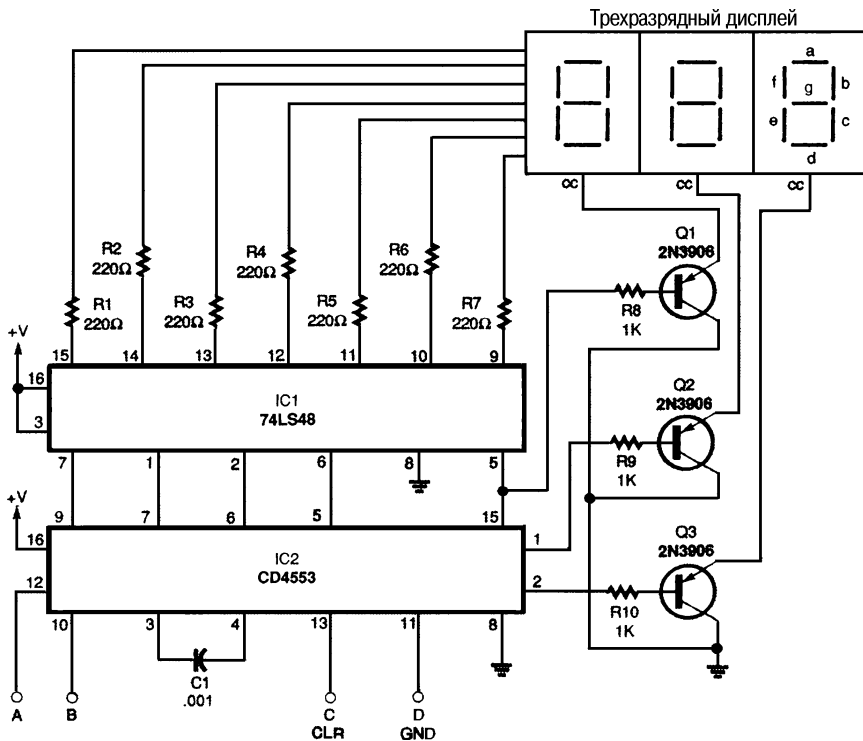 Трехразрядный дисплей
a
f
g
b
e
c
d
cc
cc
cc
R2
220Ω
R4
220Ω
R6
220Ω
R1
220Ω
R3
220Ω
R5
220Ω
R7
220Ω
Q1
2N3906
R8
1K
+V
15
14
13
12
11
10
9
16
3
IC1
74LS48
7
1
2
6
8
5
Q2
2N3906
R9
1K
+V
9
7
6
5
15
16
12
IC2
CD4553
1
2
10
3
4
13
11
8
Q3
2N3906
R10
1K
C1
.001
A
B
C
CLR
D
GND